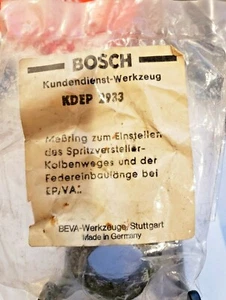 BOSCH
Kundendienst-Werkzeug
KDEP 2933
Meßring zum Einstellen
des Spritzversteller-
Kolbenweges und der
Federeinbaulänge bei
EP/VA..
BEVA-Werkzeuge/Stuttgart
Made in Germany